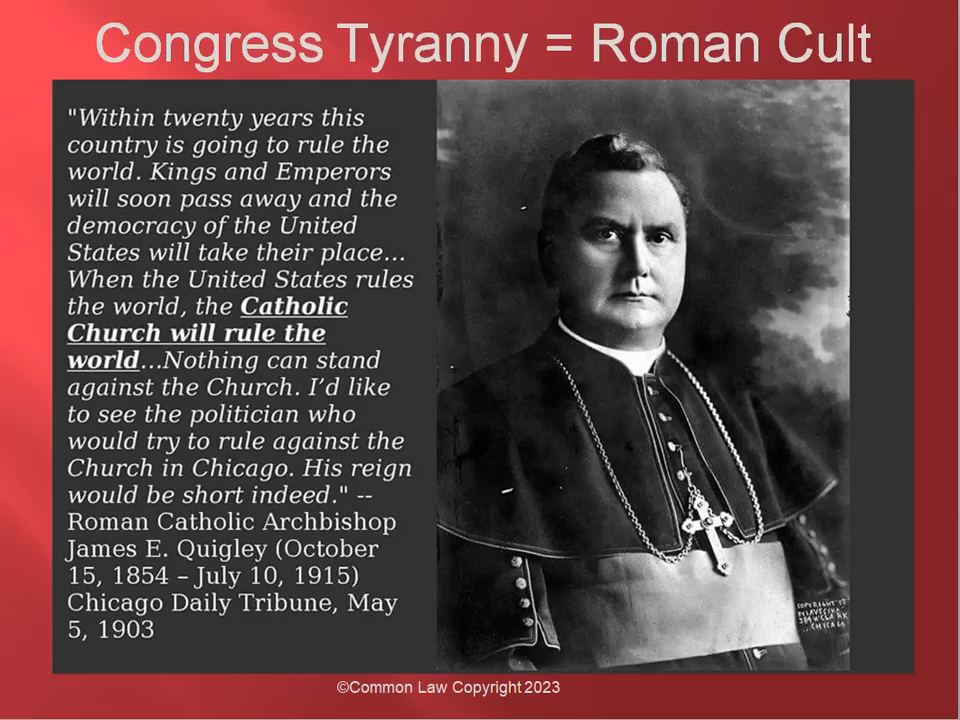 Congress Tyranny = Roman Cult
"Within twenty years this
country is going to rule the
world. Kings and Emperors
will soon pass away and the
democracy of the United
States will take their place...
When the United States rules
the world, the Catholic
Church will rule the
world...Nothing can stand
against the Church. I'd like
to see the politician who
would try to rule against the
Church in Chicago. His reign
would be short indeed." --
Roman Catholic Archbishop
James E. Quigley (October
15, 1854 – July 10, 1915)
Chicago Daily Tribune, May
5, 1903
COPYRIGHT
CHICAGO
©Common Law Copyright 2023